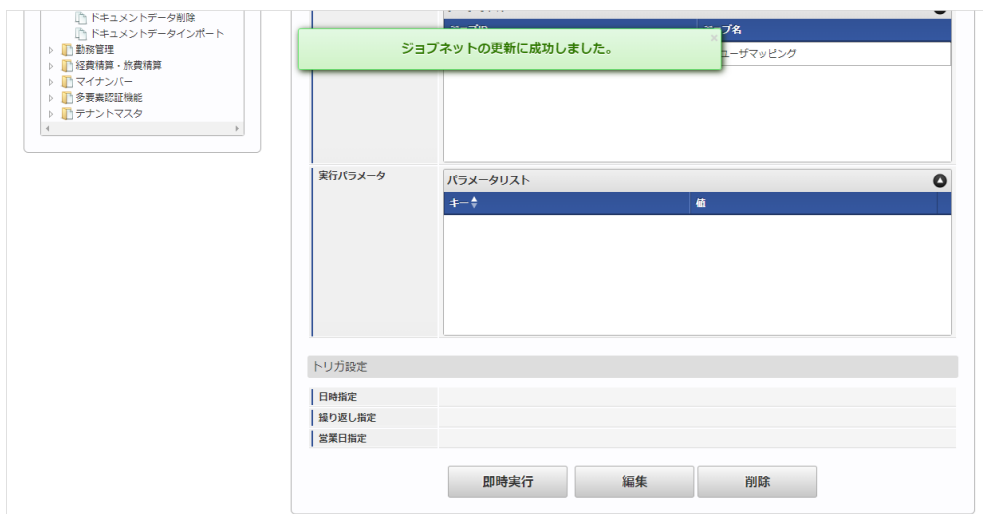 ドキュメントデータ削除
ドキュメントデータインポート
勤務管理
経費精算・旅費精算
マイナンバー
多要素認証機能
テナントマスタ
ジョブネットの更新に成功しました。
ユーザマッピング
実行パラメータ
パラメータリスト
キー 値
トリガ設定
日時指定
繰り返し指定
営業日指定
即時実行 編集 削除